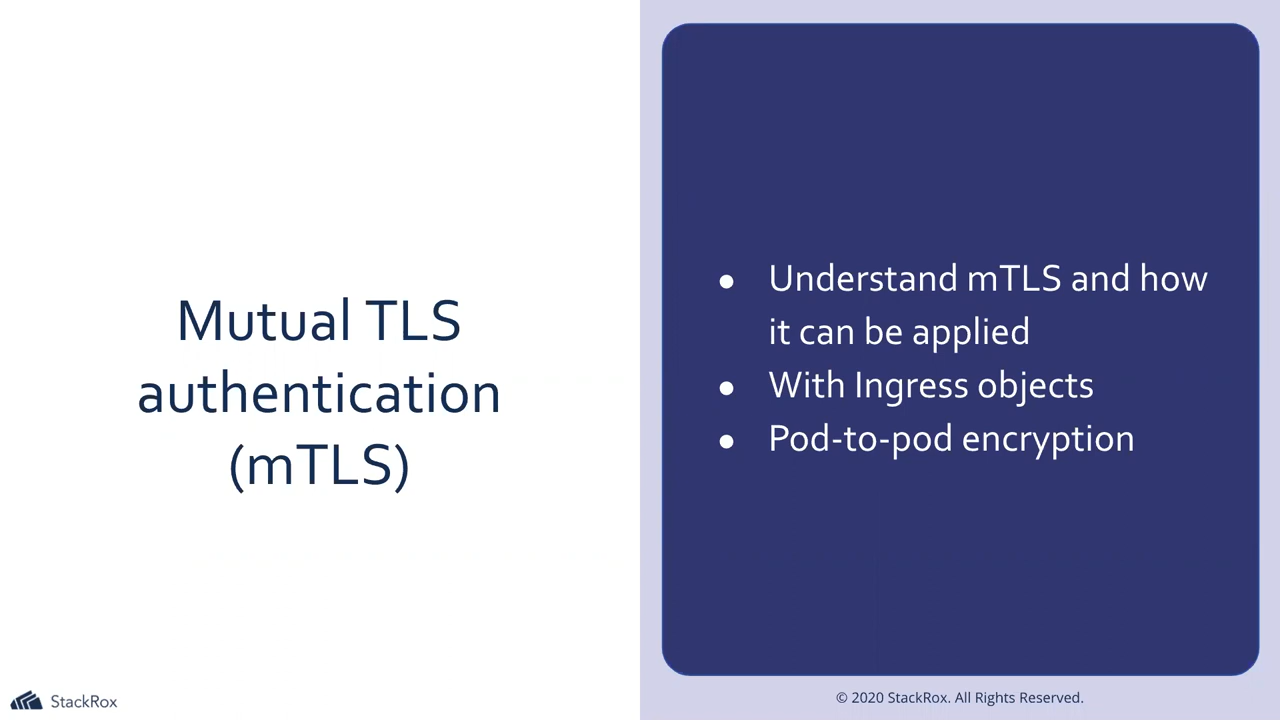 Mutual TLS
authentication
(mTLS)
● Understand mTLS and how
it can be applied
● With Ingress objects
● Pod-to-pod encryption
StackRox
© 2020 StackRox. All Rights Reserved.